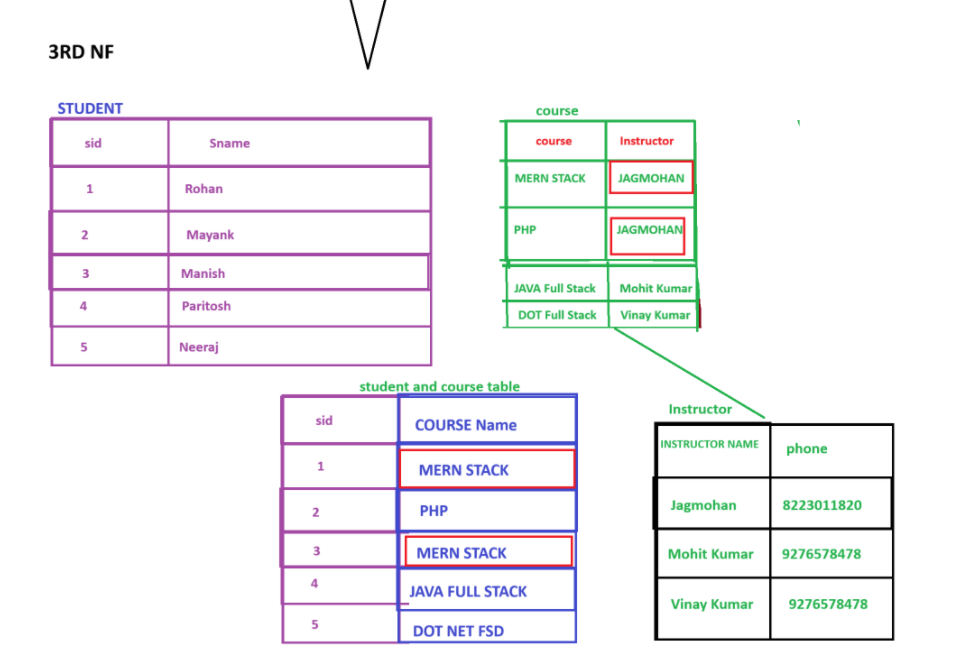 3RD NF
STUDENT
sid Sname
1 Rohan
2 Mayank
3 Manish
4 Paritosh
5 Neeraj
course
course Instructor
MERN STACK JAGMOHAN
PHP JAGMOHAN
JAVA Full Stack Mohit Kumar
DOT Full Stack Vinay Kumar
student and course table
sid COURSE Name
1 MERN STACK
2 PHP
3 MERN STACK
4 JAVA FULL STACK
5 DOT NET FSD
Instructor
INSTRUCTOR NAME phone
Jagmohan 8223011820
Mohit Kumar 9276578478
Vinay Kumar 9276578478